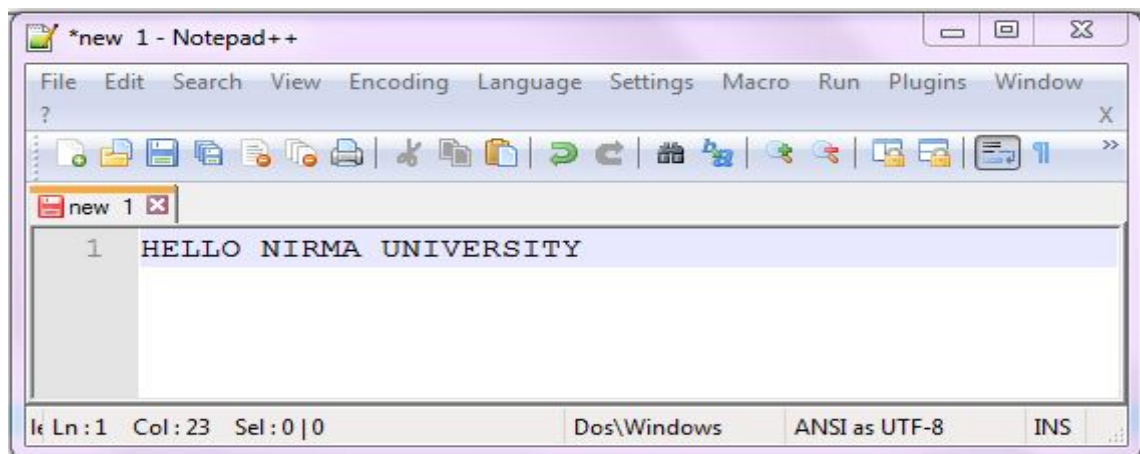 *new 1 - Notepad++
File Edit Search View Encoding Language Settings Macro Run Plugins Window
? X
new 1
1 HELLO NIRMA UNIVERSITY
Ln:1 Col:23 Sel:0|0 Dos\Windows ANSI as UTF-8 INS